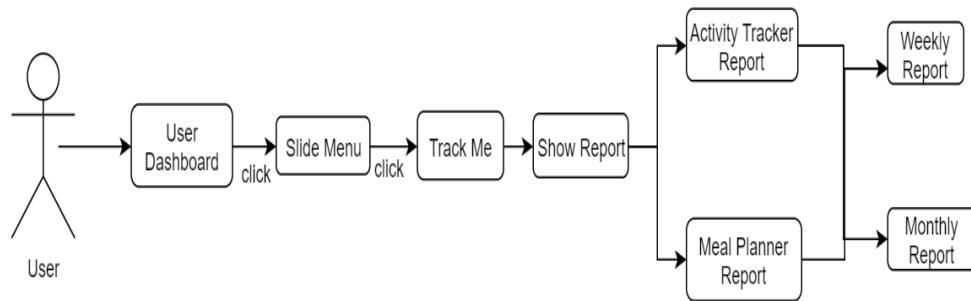 User
User
Dashboard
click
Slide Menu
click
Track Me
Show Report
Activity Tracker
Report
Meal Planner
Report
Weekly
Report
Monthly
Report